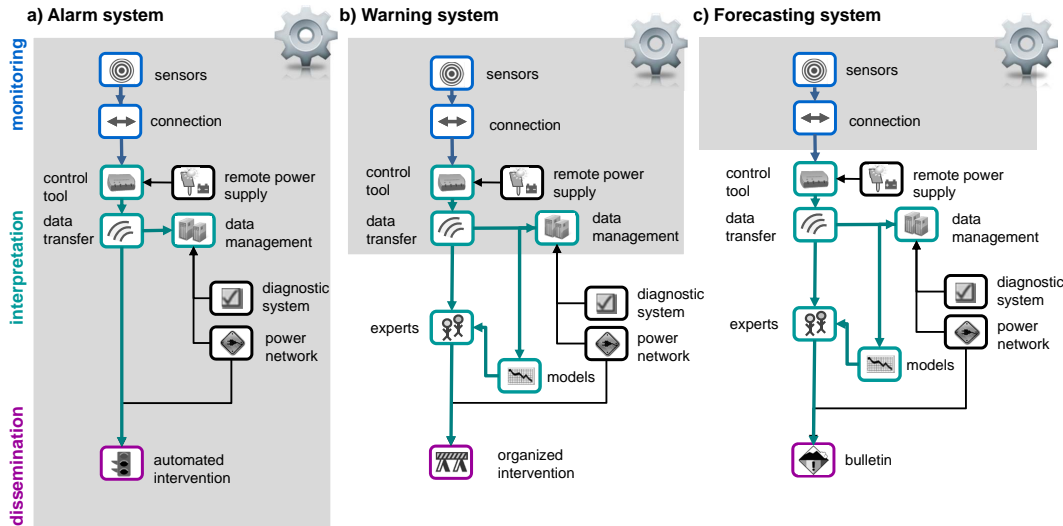 a) Alarm system
b) Warning system
c) Forecasting system
monitoring
interpretation
dissemination
sensors
connection
control
tool
remote power
supply
data
transfer
data
management
diagnostic
system
power
network
automated
intervention
sensors
connection
control
tool
remote power
supply
data
transfer
data
management
diagnostic
system
experts
power
network
models
organized
intervention
sensors
connection
control
tool
remote power
supply
data
transfer
data
management
diagnostic
system
experts
power
network
models
bulletin